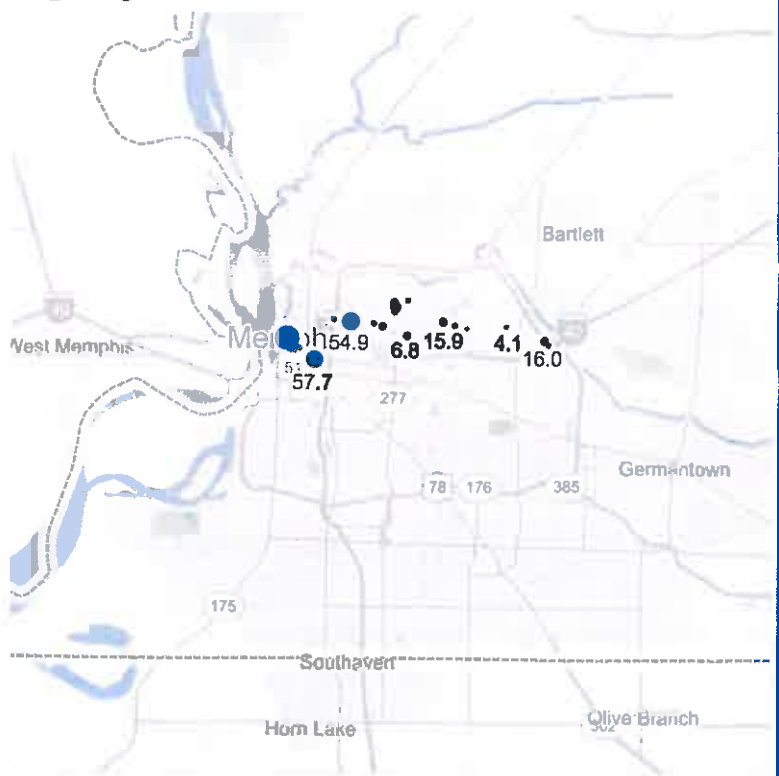 Bartlett
West Memphis
Memph
54.9
15.9
4.1
6.8
16.0
57.7
277
Germantown
78
176
385
175
Southaven
Horn Lake
Olive Branch